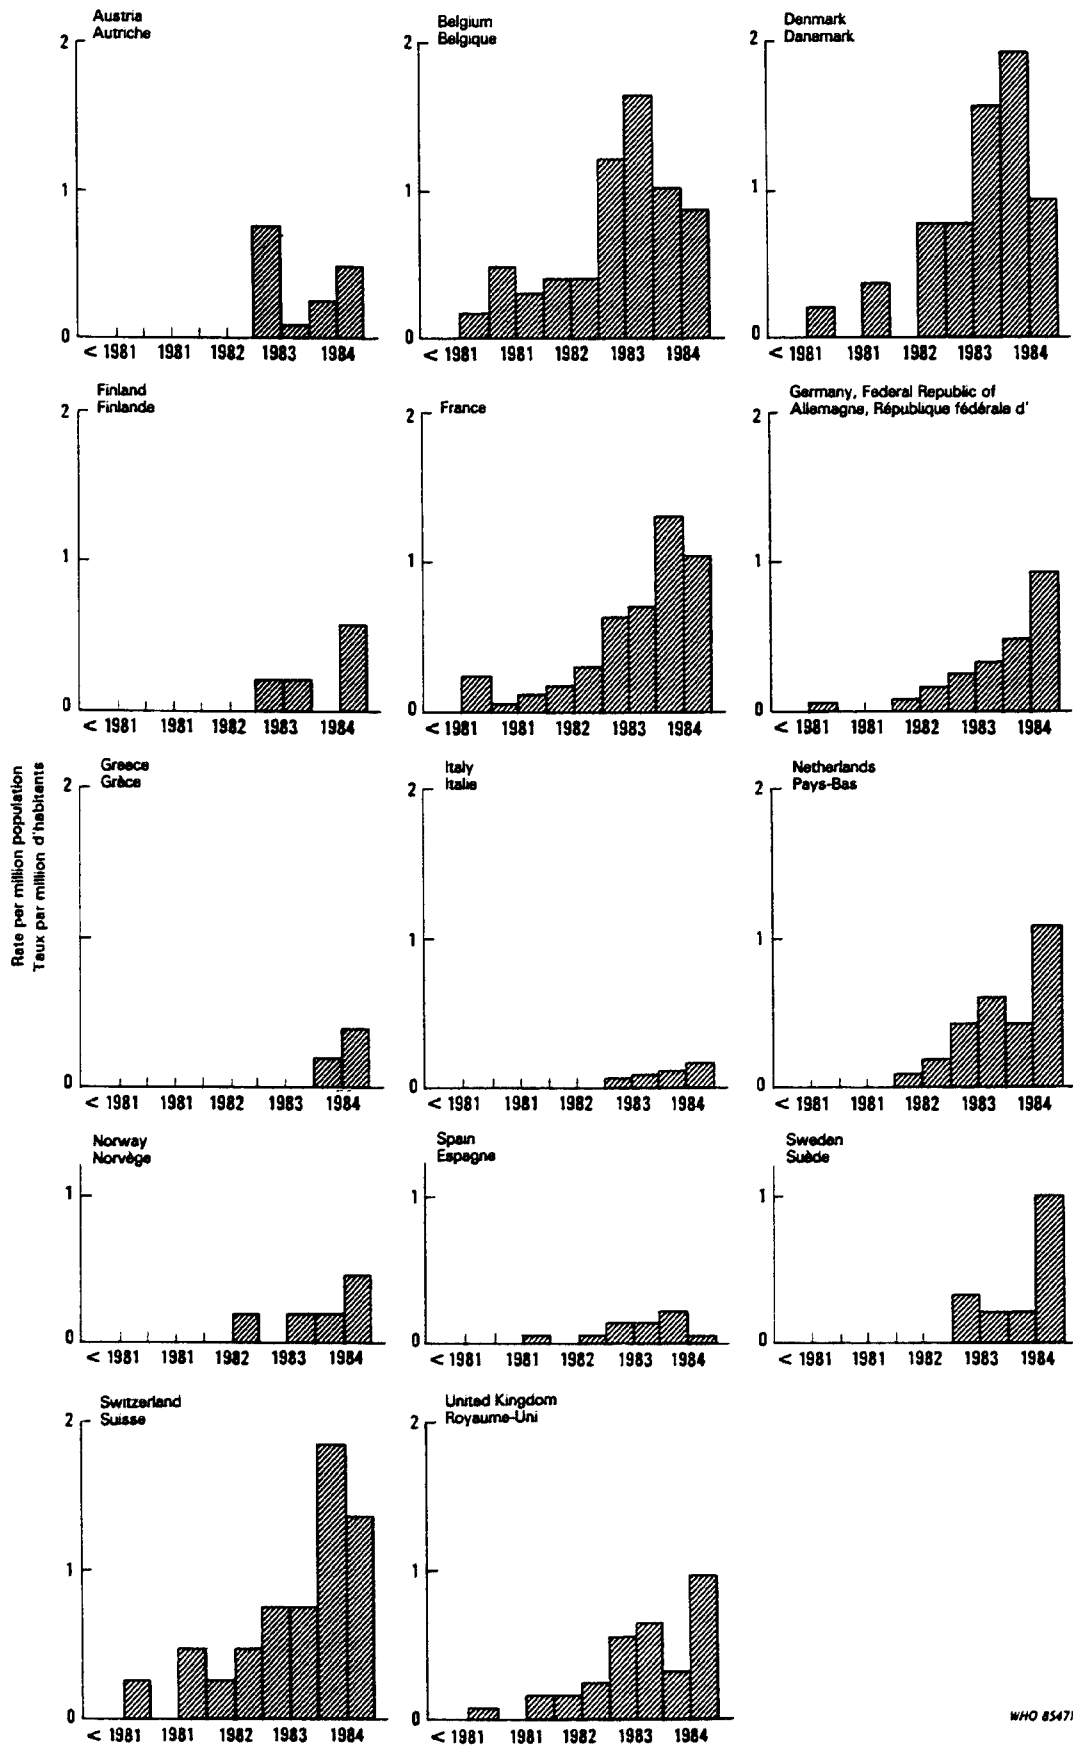 Austria
Autriche
2
1
0
< 1981 1981 1982 1983 1984
Belgium
Belgique
2
1
0
< 1981 1981 1982 1983 1984
Denmark
Danemark
2
1
0
< 1981 1981 1982 1983 1984
Finland
Finlande
2
1
0
< 1981 1981 1982 1983 1984
France
2
1
0
< 1981 1981 1982 1983 1984
Germany, Federal Republic of
Allemagne, République fédérale d'
2
1
0
< 1981 1981 1982 1983 1984
Rate per million population
Taux par million d'habitants
Greece
Grèce
2
1
0
< 1981 1981 1982 1983 1984
Italy
Italie
2
1
0
< 1981 1981 1982 1983 1984
Netherlands
Pays-Bas
2
1
0
< 1981 1981 1982 1983 1984
Norway
Norvège
1
0
< 1981 1981 1982 1983 1984
Spain
Espagne
1
0
< 1981 1981 1982 1983 1984
Sweden
Suède
1
0
< 1981 1981 1982 1983 1984
Switzerland
Suisse
2
1
0
< 1981 1981 1982 1983 1984
United Kingdom
Royaume-Uni
2
1
0
< 1981 1981 1982 1983 1984
WHO